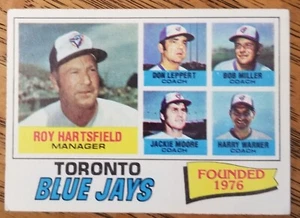 DON LEPPERT
COACH
BOB MILLER
COACH
ROY HARTSFIELD
MANAGER
JACKIE MOORE
COACH
HARRY WARNER
COACH
TORONTO
BLUE JAYS
FOUNDED
1976